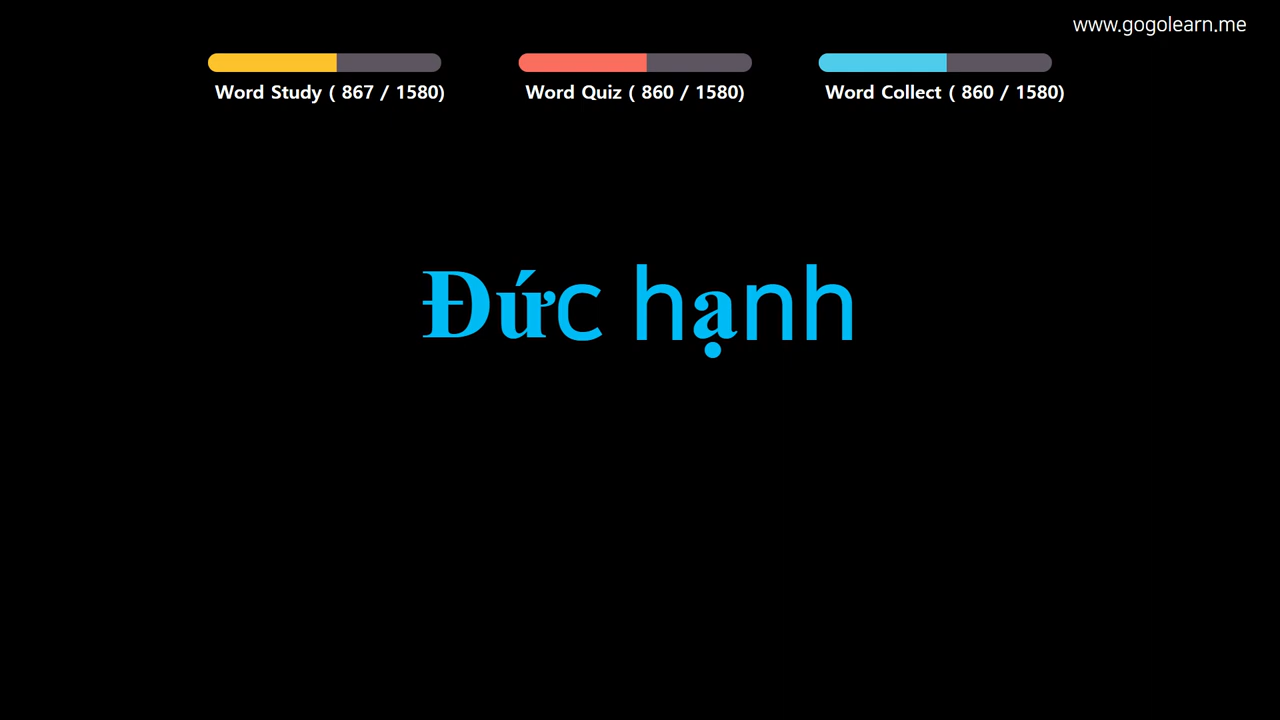 www.gogolearn.me
Word Study ( 867 / 1580)
Word Quiz ( 860 / 1580)
Word Collect ( 860 / 1580)
Đức hạnh